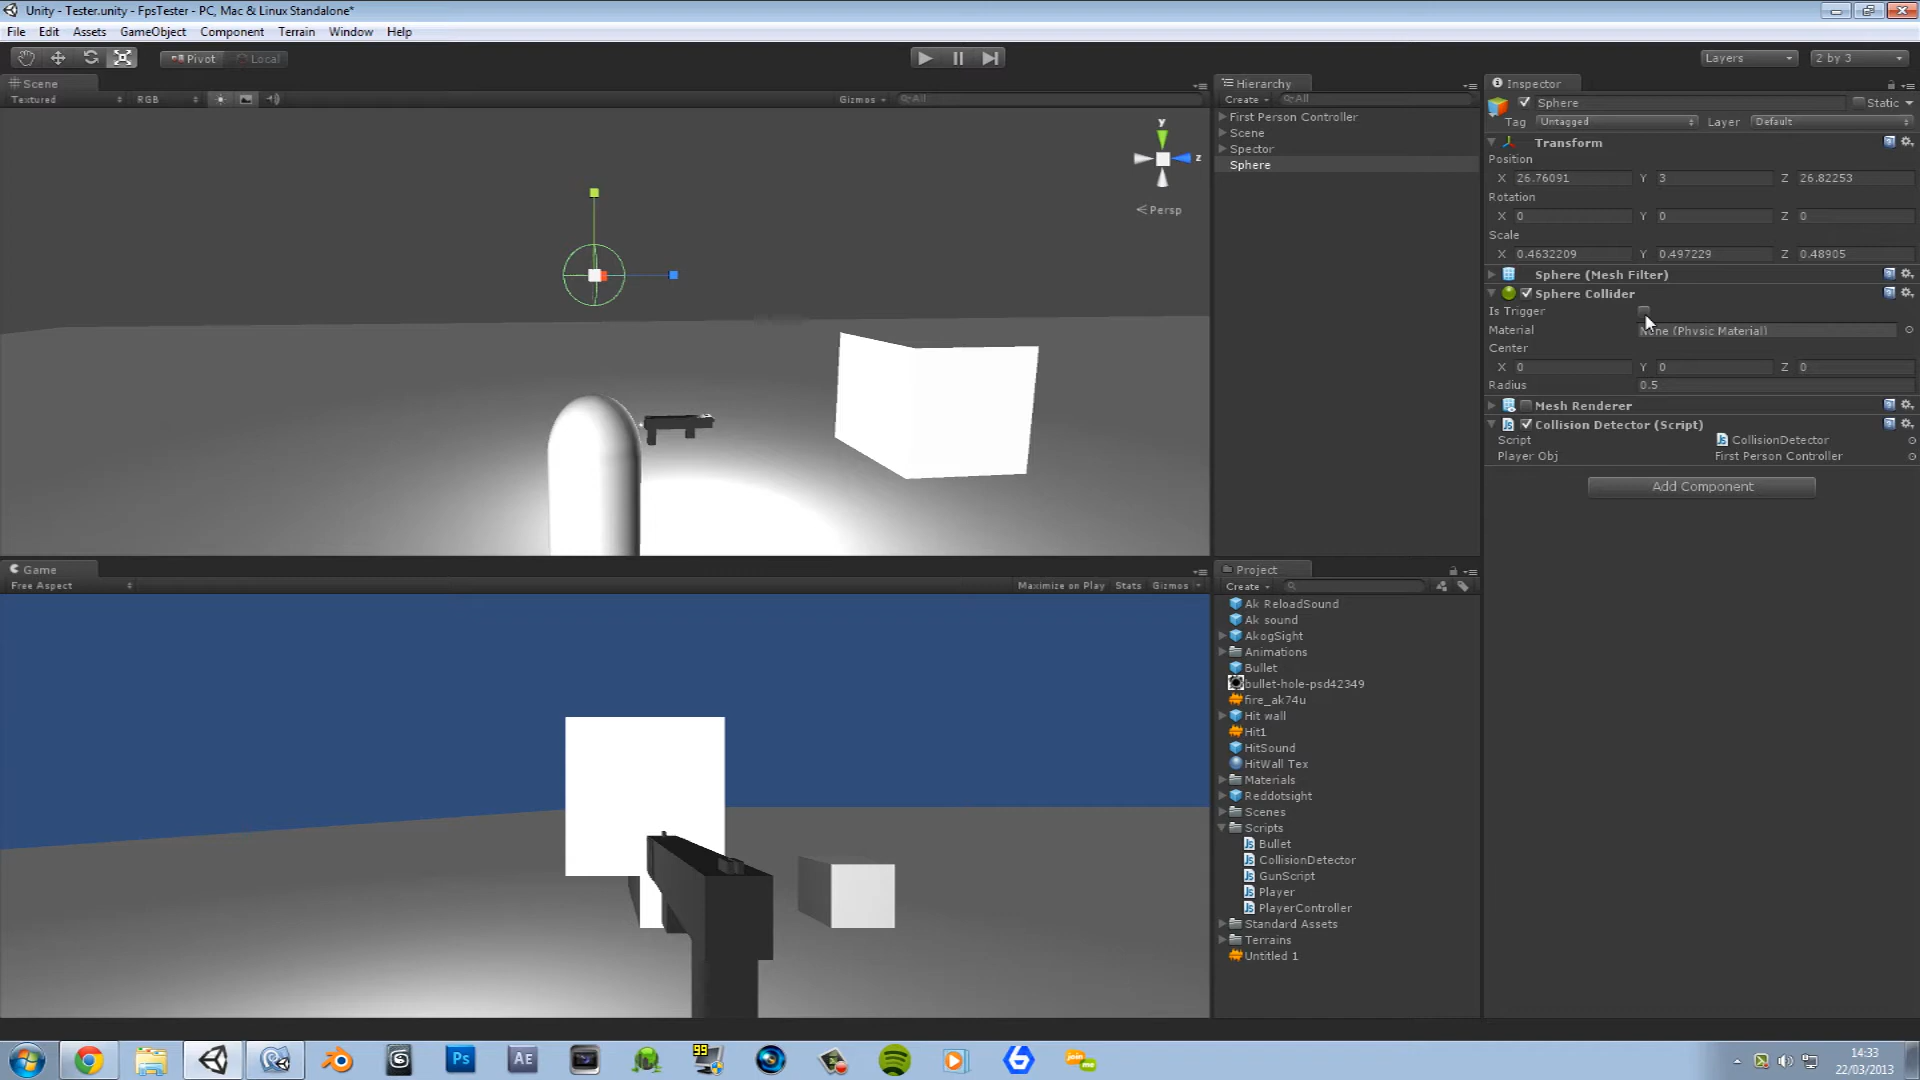 Unity - Tester.unity - FpsTester - PC, Mac & Linux Standalone*
File Edit Assets GameObject Component Terrain Window Help
Pivot Local Layers 2 by 3
Scene
Textured RGB Gizmos All
y
z
Persp
Game
Free Aspect Maximize on Play Stats Gizmos
Hierarchy
Create All
First Person Controller
Scene
Spector
Sphere
Project
Create
Ak ReloadSound
Ak sound
AkogSight
Animations
Bullet
bullet-hole-psd42349
fire_ak74u
Hit wall
Hit1
HitSound
HitWall Tex
Materials
Reddotsight
Scenes
Scripts
Bullet
CollisionDetector
GunScript
Player
PlayerController
Standard Assets
Terrains
Untitled 1
Inspector
Sphere Static
Tag Untagged Layer Default
Transform
Position
X 26.76091 Y 3 Z 26.82253
Rotation
X 0 Y 0 Z 0
Scale
X 0.4632209 Y 0.497229 Z 0.48905
Sphere (Mesh Filter)
Sphere Collider
Is Trigger
Material None (Physic Material)
Center
X 0 Y 0 Z 0
Radius 0.5
Mesh Renderer
Collision Detector (Script)
Script CollisionDetector
Player Obj First Person Controller
Add Component
Ps AE 99 join me
14:33
22/03/2013